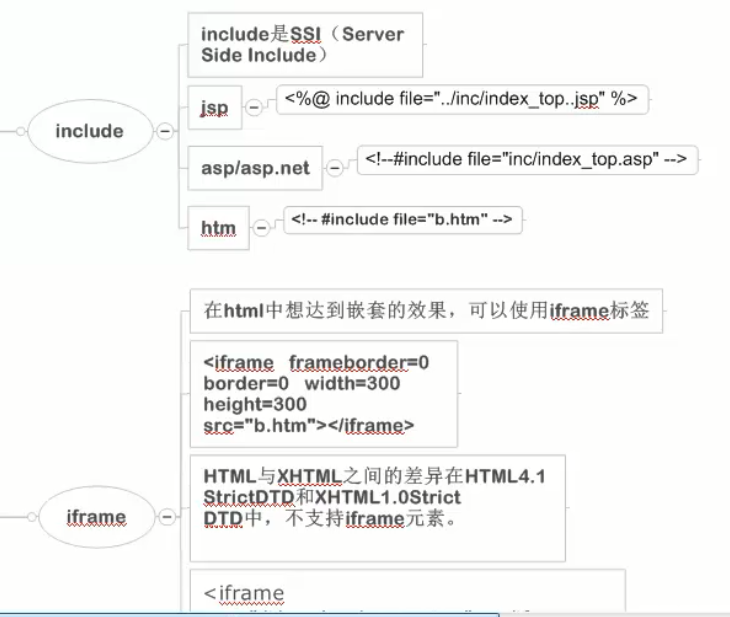 include是SSI（Server
Side Include）
jsp
<%@ include file="../inc/index_top..jsp" %>
include
asp/asp.net
<!--#include file="inc/index_top.asp" -->
htm
<!-- #include file="b.htm" -->
在html中想达到嵌套的效果，可以使用iframe标签
<iframe frameborder=0
border=0 width=300
height=300
src="b.htm"></iframe>
HTML与XHTML之间的差异在HTML4.1
StrictDTD和XHTML1.0Strict
DTD中，不支持iframe元素。
iframe
<iframe